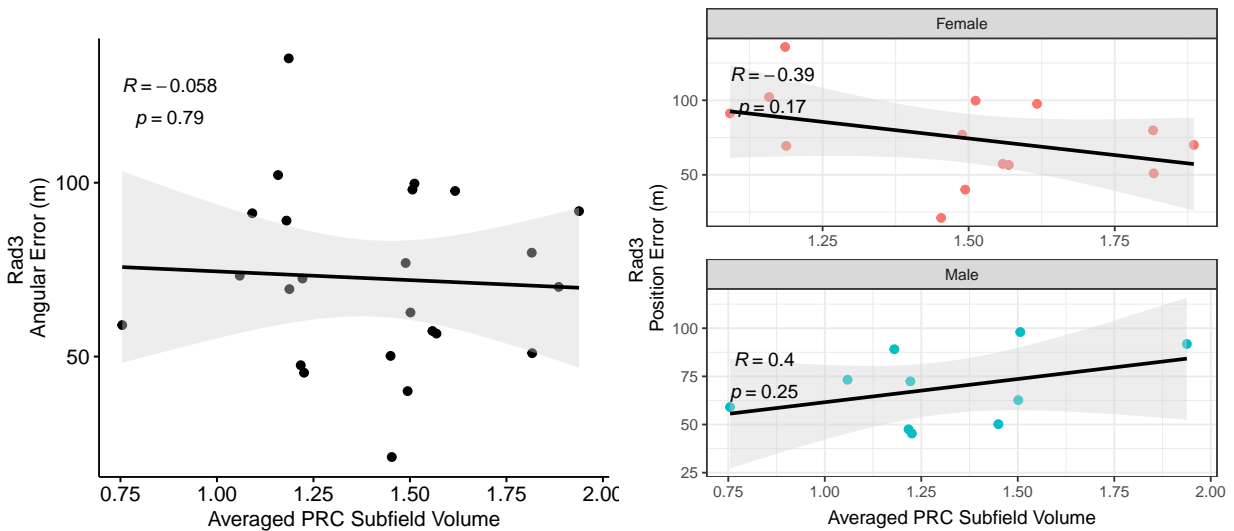 R = −0.058
p = 0.79
100
50
0.75
1.00
1.25
1.50
1.75
2.00
Averaged PRC Subfield Volume
Rad3
Angular Error (m)
Female
R = −0.39
p = 0.17
100
50
1.25
1.50
1.75
Male
R = 0.4
p = 0.25
100
75
50
25
0.75
1.00
1.25
1.50
1.75
2.00
Averaged PRC Subfield Volume
Rad3
Position Error (m)